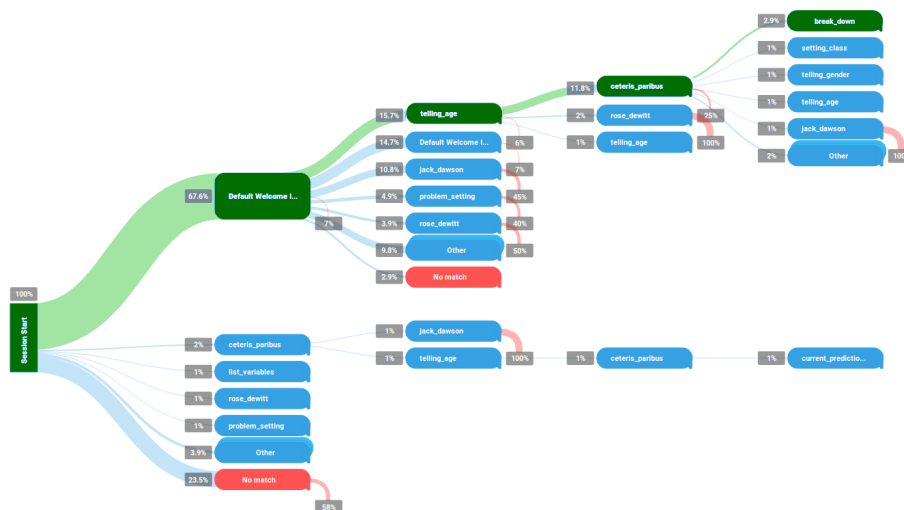 100%
Session Start
67.6%
Default Welcome I...
7%
15.7%
telling_age
14.7%
Default Welcome I...
6%
10.8%
jack_dawson
7%
4.9%
problem_setting
45%
3.9%
rose_dewitt
40%
9.8%
Other
50%
2.9%
No match
11.8%
ceteris_paribus
25%
2%
rose_dewitt
1%
telling_age
100%
2.9%
break_down
1%
setting_class
1%
telling_gender
1%
telling_age
1%
jack_dawson
2%
Other
100
2%
ceteris_paribus
1%
list_variables
1%
rose_dewitt
1%
problem_setting
3.9%
Other
23.5%
No match
58%
1%
jack_dawson
1%
telling_age
100%
1%
ceteris_paribus
1%
current_predictio...